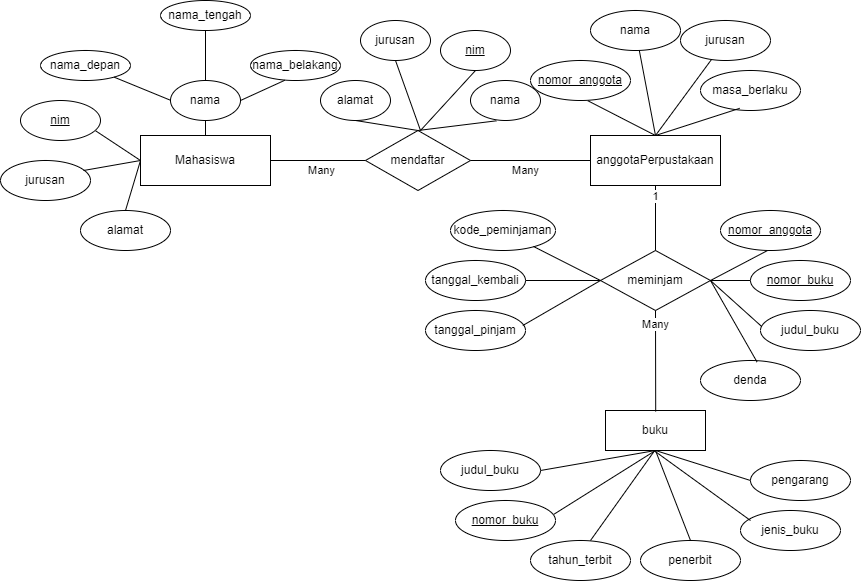 nama_tengah
nama_depan
nama_belakang
nama
nim
jurusan
alamat
Mahasiswa
Many
jurusan
nim
alamat
nama
mendaftar
Many
nama
jurusan
nomor_anggota
masa_berlaku
anggotaPerpustakaan
1
kode_peminjaman
tanggal_kembali
tanggal_pinjam
meminjam
nomor_anggota
nomor_buku
judul_buku
denda
Many
buku
judul_buku
nomor_buku
tahun_terbit
penerbit
jenis_buku
pengarang